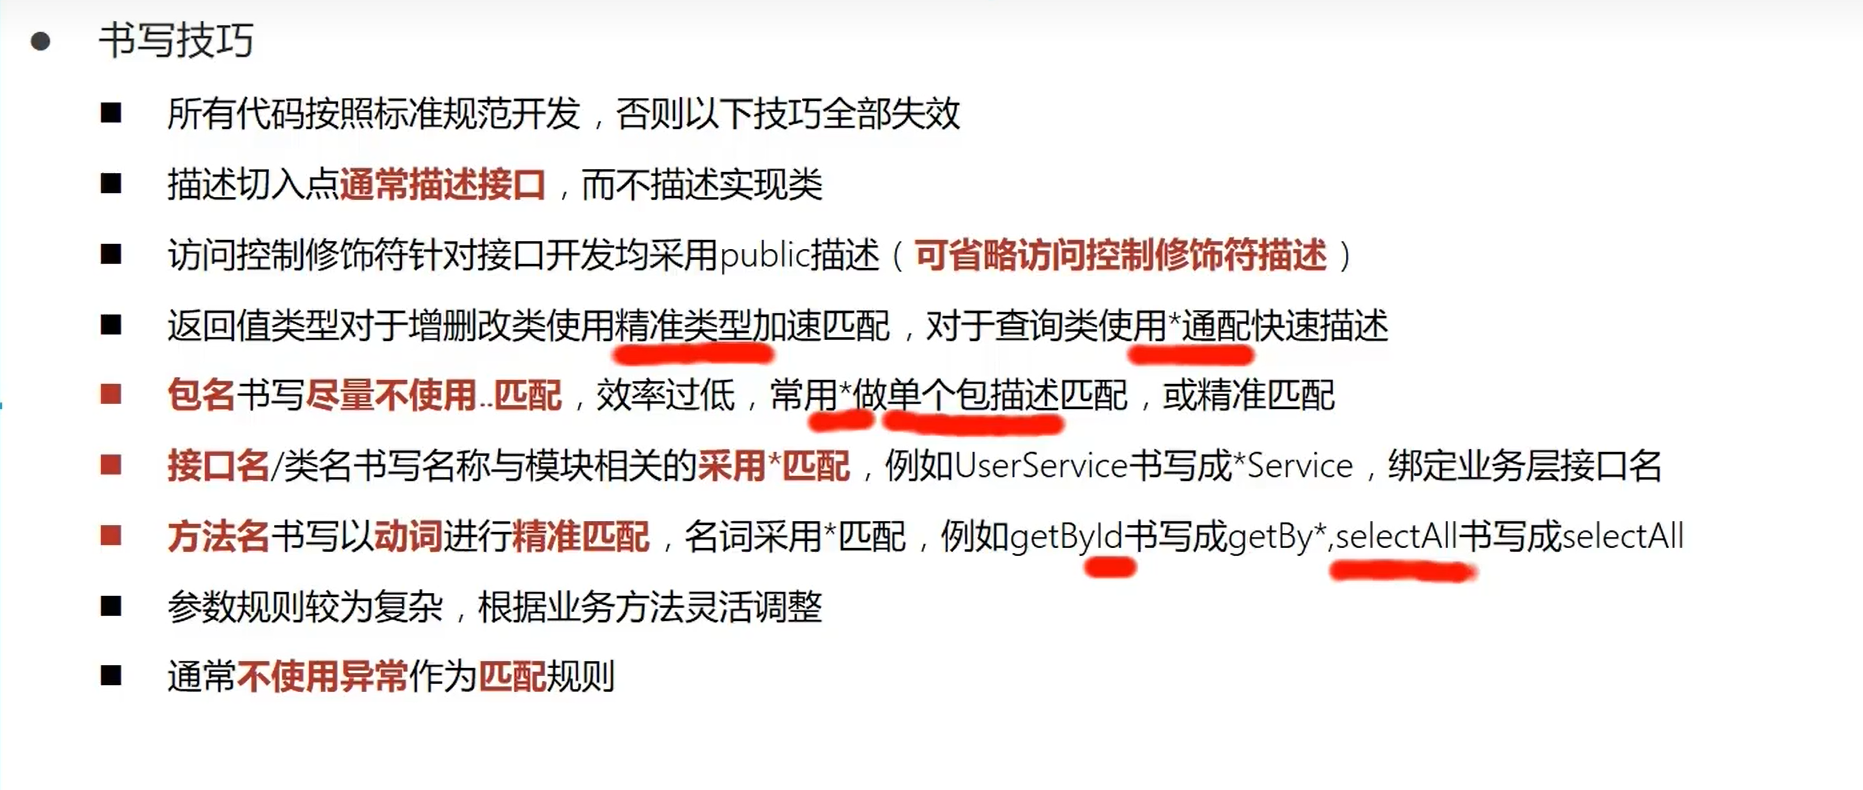 书写技巧
所有代码按照标准规范开发，否则以下技巧全部失效
描述切入点通常描述接口，而不描述实现类
访问控制修饰符针对接口开发均采用public描述（可省略访问控制修饰符描述）
返回值类型对于增删改类使用精准类型加速匹配，对于查询类使用*通配快速描述
包名书写尽量不使用..匹配，效率过低，常用*做单个包描述匹配，或精准匹配
接口名/类名书写名称与模块相关的采用*匹配，例如UserService书写成*Service，绑定业务层接口名
方法名书写以动词进行精准匹配，名词采用*匹配，例如getById书写成getBy*,selectAll书写成selectAll
参数规则较为复杂，根据业务方法灵活调整
通常不使用异常作为匹配规则